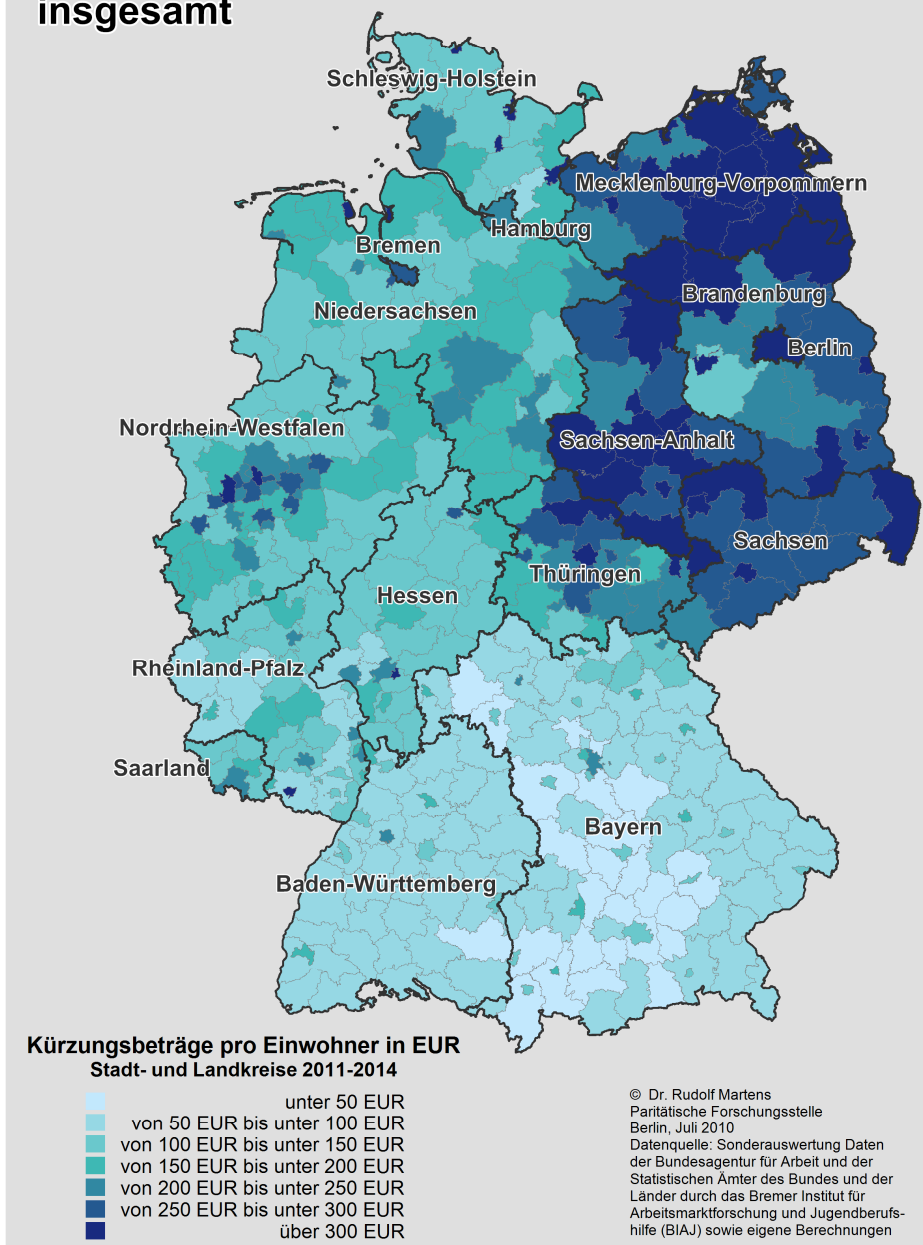 insgesamt
Schleswig-Holstein
Mecklenburg-Vorpommern
Hamburg
Bremen
Brandenburg
Niedersachsen
Berlin
Nordrhein-Westfalen
Sachsen-Anhalt
Sachsen
Thüringen
Hessen
Rheinland-Pfalz
Saarland
Bayern
Baden-Württemberg
Kürzungsbeträge pro Einwohner in EUR
Stadt- und Landkreise 2011-2014
unter 50 EUR
von 50 EUR bis unter 100 EUR
von 100 EUR bis unter 150 EUR
von 150 EUR bis unter 200 EUR
von 200 EUR bis unter 250 EUR
von 250 EUR bis unter 300 EUR
über 300 EUR
© Dr. Rudolf Martens
Paritätische Forschungsstelle
Berlin, Juli 2010
Datenquelle: Sonderauswertung Daten
der Bundesagentur für Arbeit und der
Statistischen Ämter des Bundes und der
Länder durch das Bremer Institut für
Arbeitsmarktforschung und Jugendberufs-
hilfe (BIAJ) sowie eigene Berechnungen